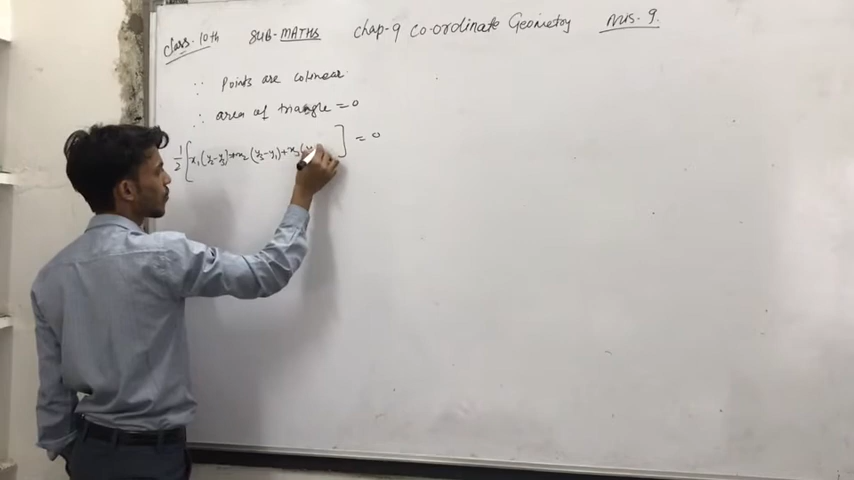 Class-10th SUB-MATHS Chap-9 Co-ordinate Geometry Mis. 9.
∵ Points are colinear
∴ area of triangle = 0
1/2 [x₁(y₂-y₃)+x₂(y₃-y₁)+x₃(y ] = 0